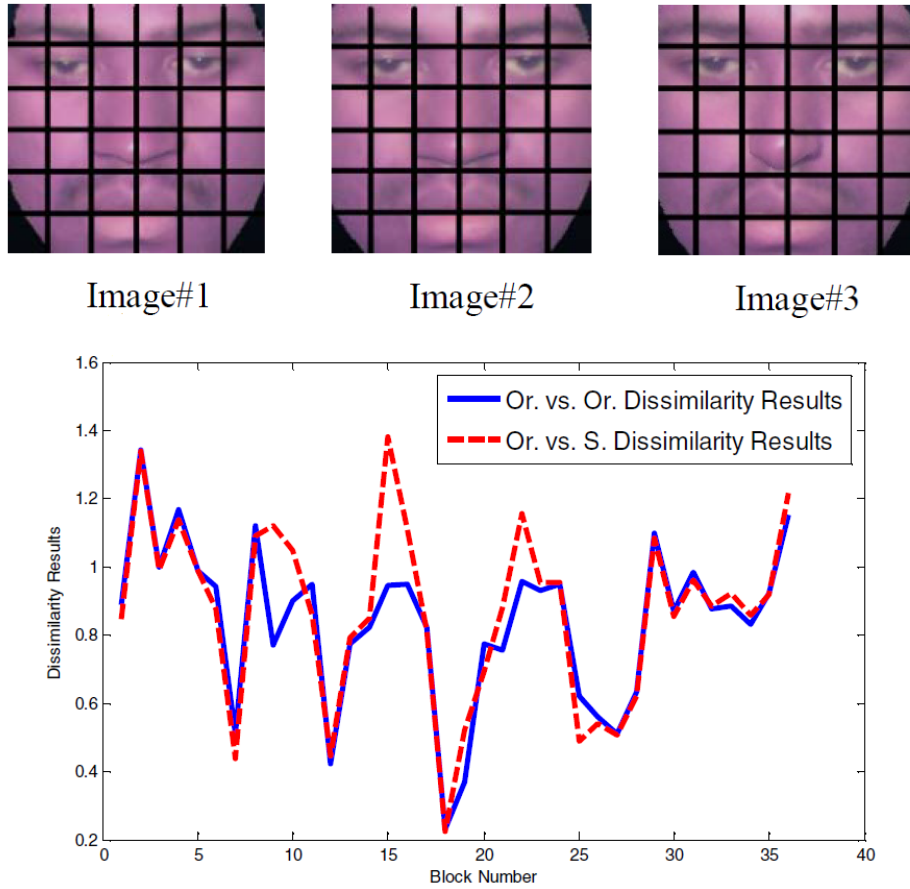 Image#1 Image#2 Image#3
1.6
Or. vs. Or. Dissimilarity Results
Or. vs. S. Dissimilarity Results
1.4
1.2
1
0.8
0.6
0.4
0.2
Dissimilarity Results
0 5 10 15 20 25 30 35 40
Block Number